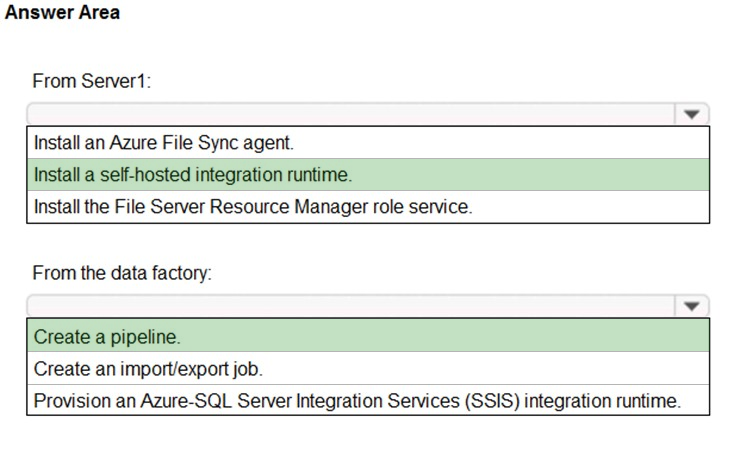 Answer Area
From Server1:
Install an Azure File Sync agent.
Install a self-hosted integration runtime.
Install the File Server Resource Manager role service.
From the data factory:
Create a pipeline.
Create an import/export job.
Provision an Azure-SQL Server Integration Services (SSIS) integration runtime.